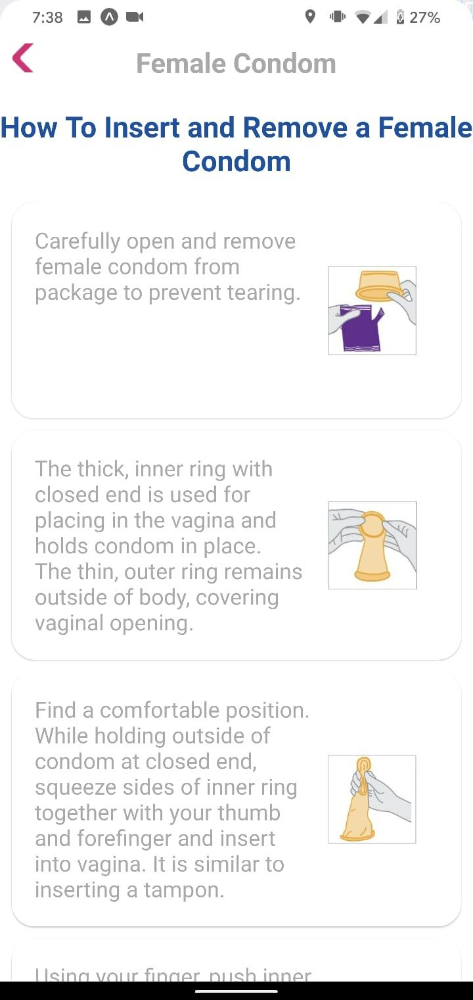 7:38
27%
Female Condom
How To Insert and Remove a Female
Condom
Carefully open and remove
female condom from
package to prevent tearing.
The thick, inner ring with
closed end is used for
placing in the vagina and
holds condom in place.
The thin, outer ring remains
outside of body, covering
vaginal opening.
Find a comfortable position.
While holding outside of
condom at closed end,
squeeze sides of inner ring
together with your thumb
and forefinger and insert
into vagina. It is similar to
inserting a tampon.
Using your finger, push inner